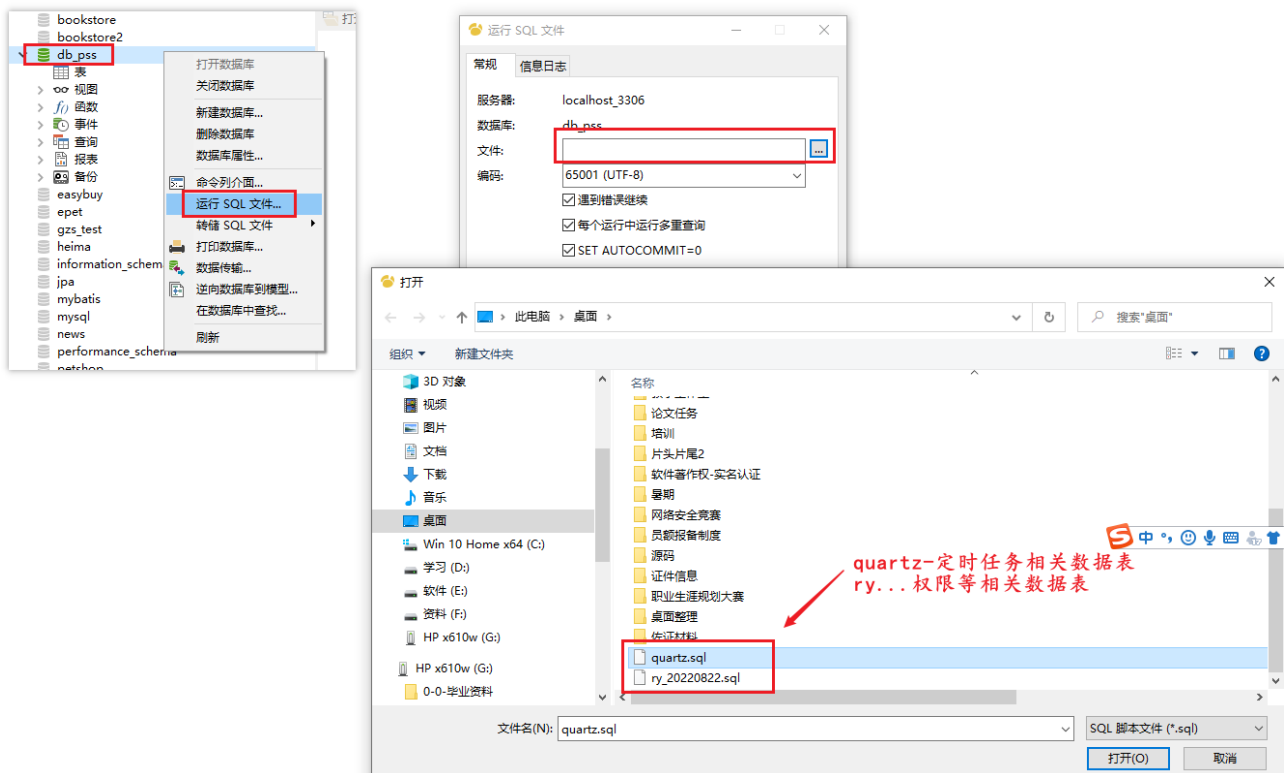 bookstore
bookstore2
db_pss
表
视图
函数
事件
查询
报表
备份
easybuy
epet
gzs_test
heima
information_schem
jpa
mybatis
mysql
news
performance_schema
petshop
打开数据库
关闭数据库
新建数据库...
删除数据库
数据库属性...
命令列介面...
运行 SQL 文件...
转储 SQL 文件
打印数据库...
数据传输...
逆向数据库到模型...
在数据库中查找...
刷新
运行 SQL 文件
常规 信息日志
服务器: localhost_3306
数据库: db_pss
文件: ...
编码: 65001 (UTF-8)
遇到错误继续
每个运行中运行多重查询
SET AUTOCOMMIT=0
打开
此电脑 › 桌面 ›
搜索"桌面"
组织 新建文件夹
3D 对象
视频
图片
文档
下载
音乐
桌面
Win 10 Home x64 (C:)
学习 (D:)
软件 (E:)
资料 (F:)
HP x610w (G:)
HP x610w (G:)
0-0-毕业资料
名称
论文任务
培训
片头片尾2
软件著作权-实名认证
暑期
网络安全竞赛
员额报备制度
源码
证件信息
职业生涯规划大赛
桌面整理
佐证材料
quartz.sql
ry_20220822.sql
中
quartz-定时任务相关数据表
ry...权限等相关数据表
文件名(N): quartz.sql
SQL 脚本文件 (*.sql)
打开(O) 取消